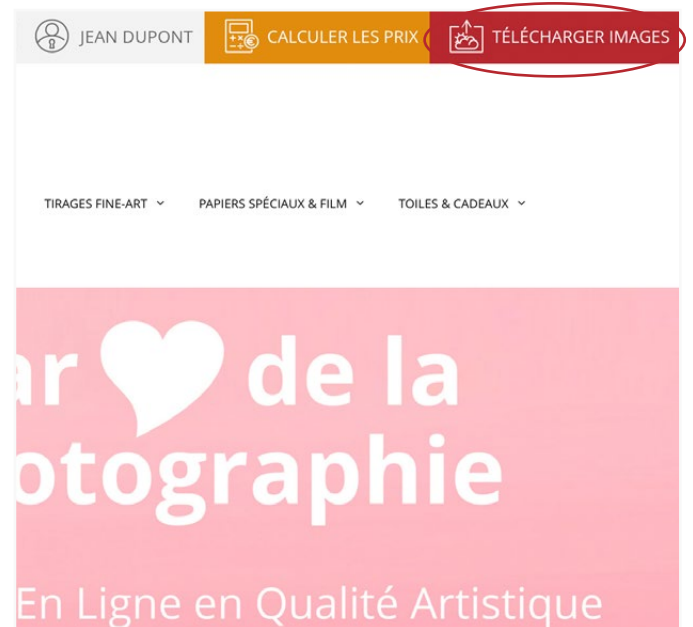 JEAN DUPONT CALCULER LES PRIX TÉLÉCHARGER IMAGES
TIRAGES FINE-ART PAPIERS SPÉCIAUX & FILM TOILES & CADEAUX
ar de la
otographie
En Ligne en Qualité Artistique